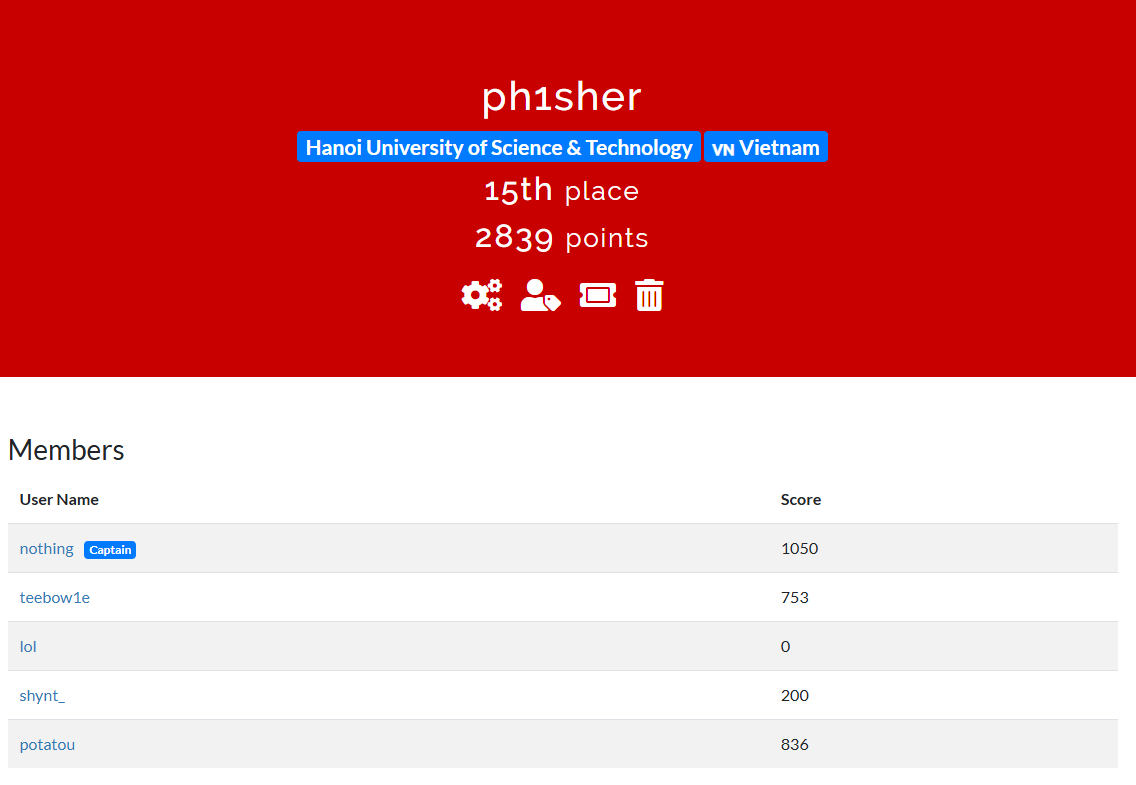 ph1sher
Hanoi University of Science & Technology VN Vietnam
15th place
2839 points
Members
User Name Score
nothing Captain 1050
teebow1e 753
lol 0
shynt_ 200
potatou 836